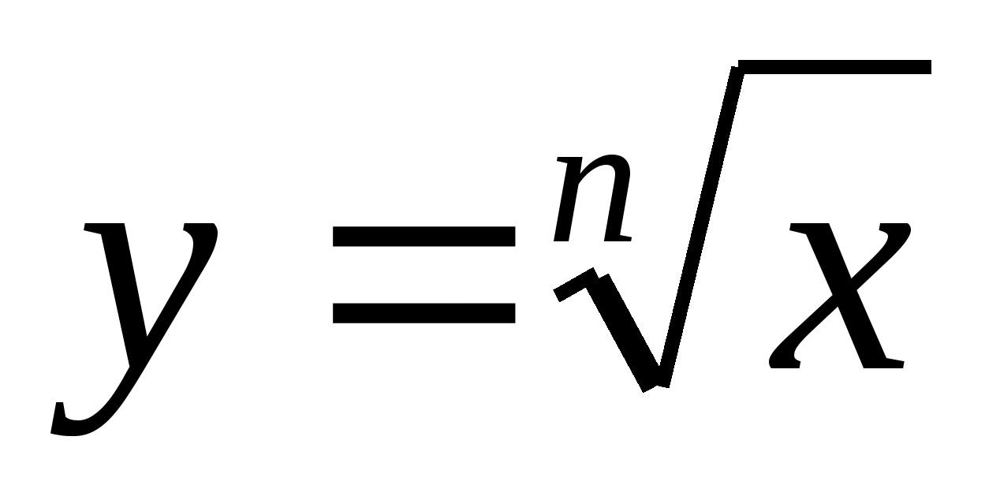 y = ⁿ√x